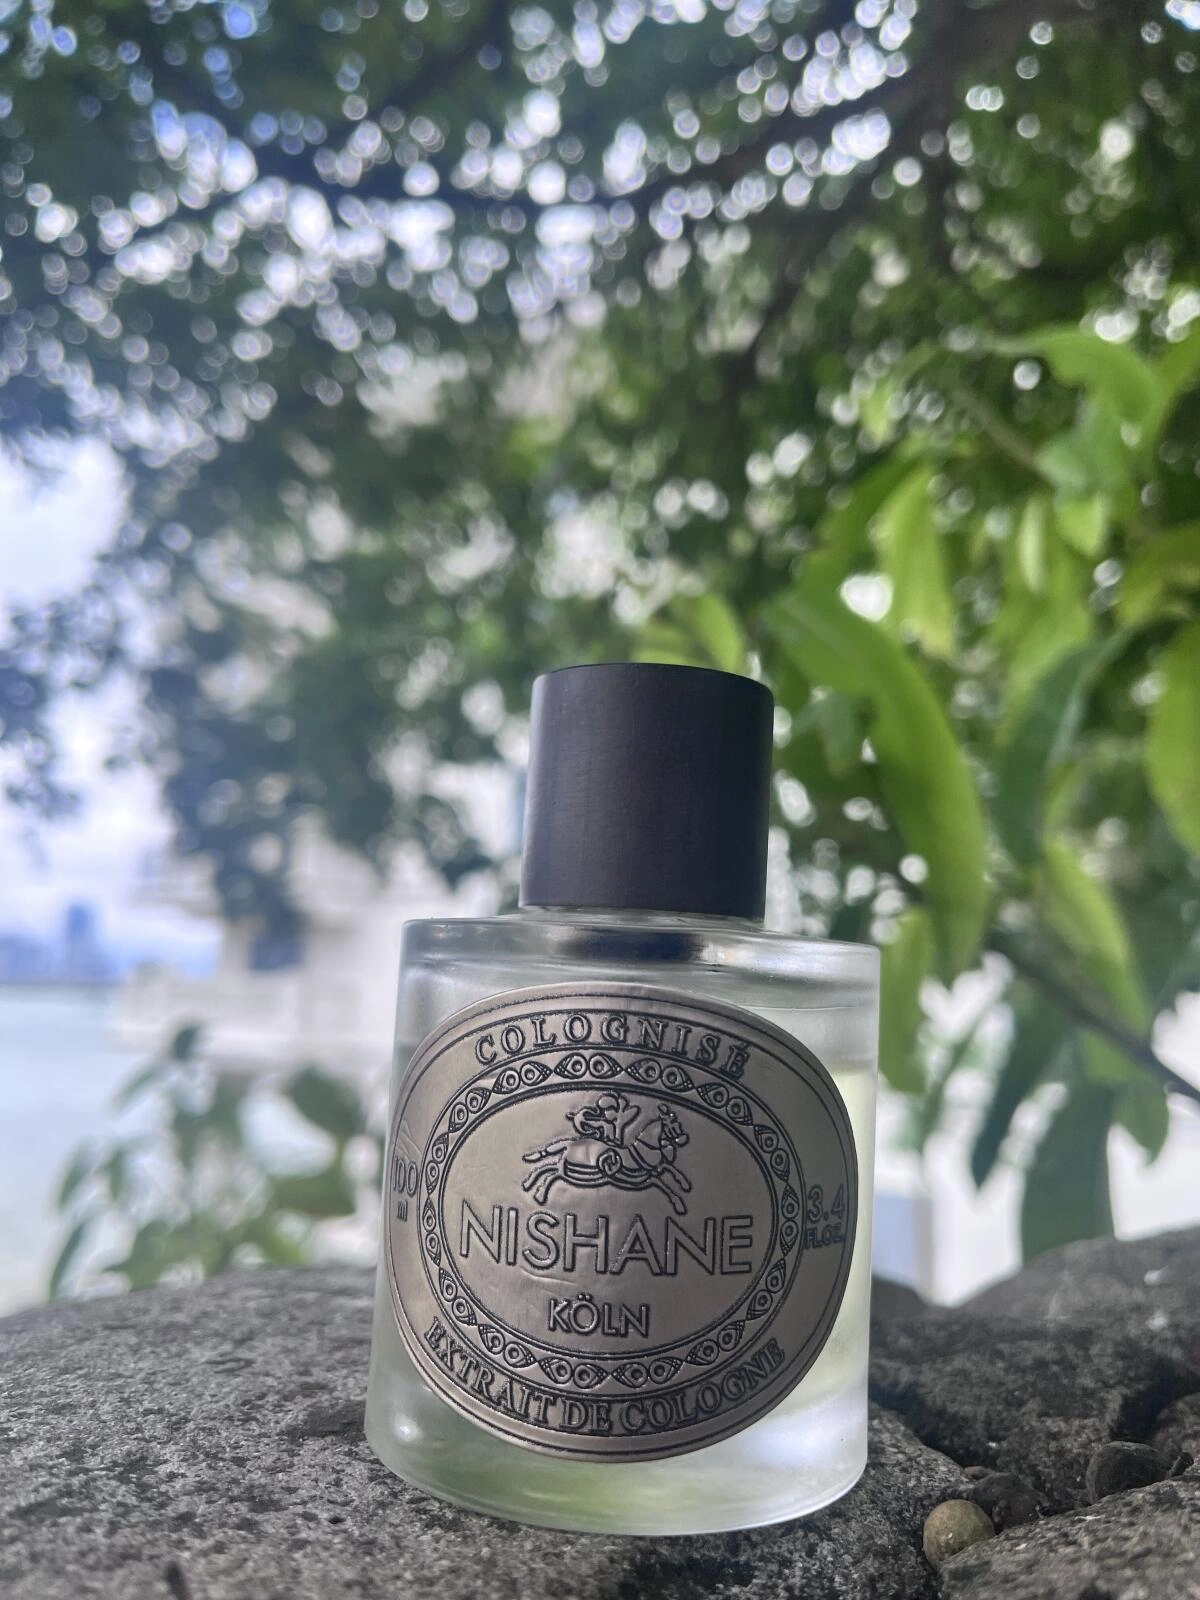 COLOGNISÉ
100
ml
3.4
FL.OZ.
NISHANE
KÖLN
EXTRAIT DE COLOGNE